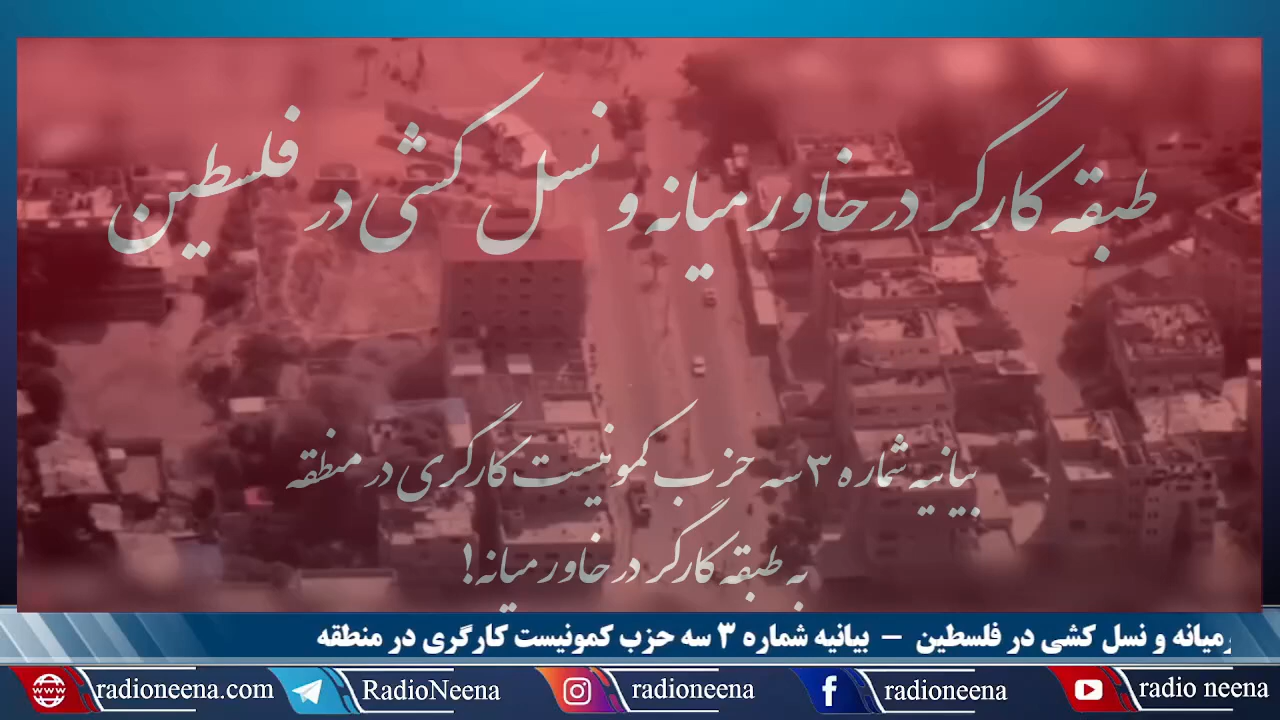 طبقه کارگر در خاورمیانه و نسل کشی در فلسطین
بیانیه شماره ۳ سه حزب کمونیست کارگری در منطقه
به طبقه کارگر در خاورمیانه!
رمیانه و نسل کشی در فلسطین – بیانیه شماره ۳ سه حزب کمونیست کارگری در منطقه
radioneena.com RadioNeena radioneena radioneena radio neena